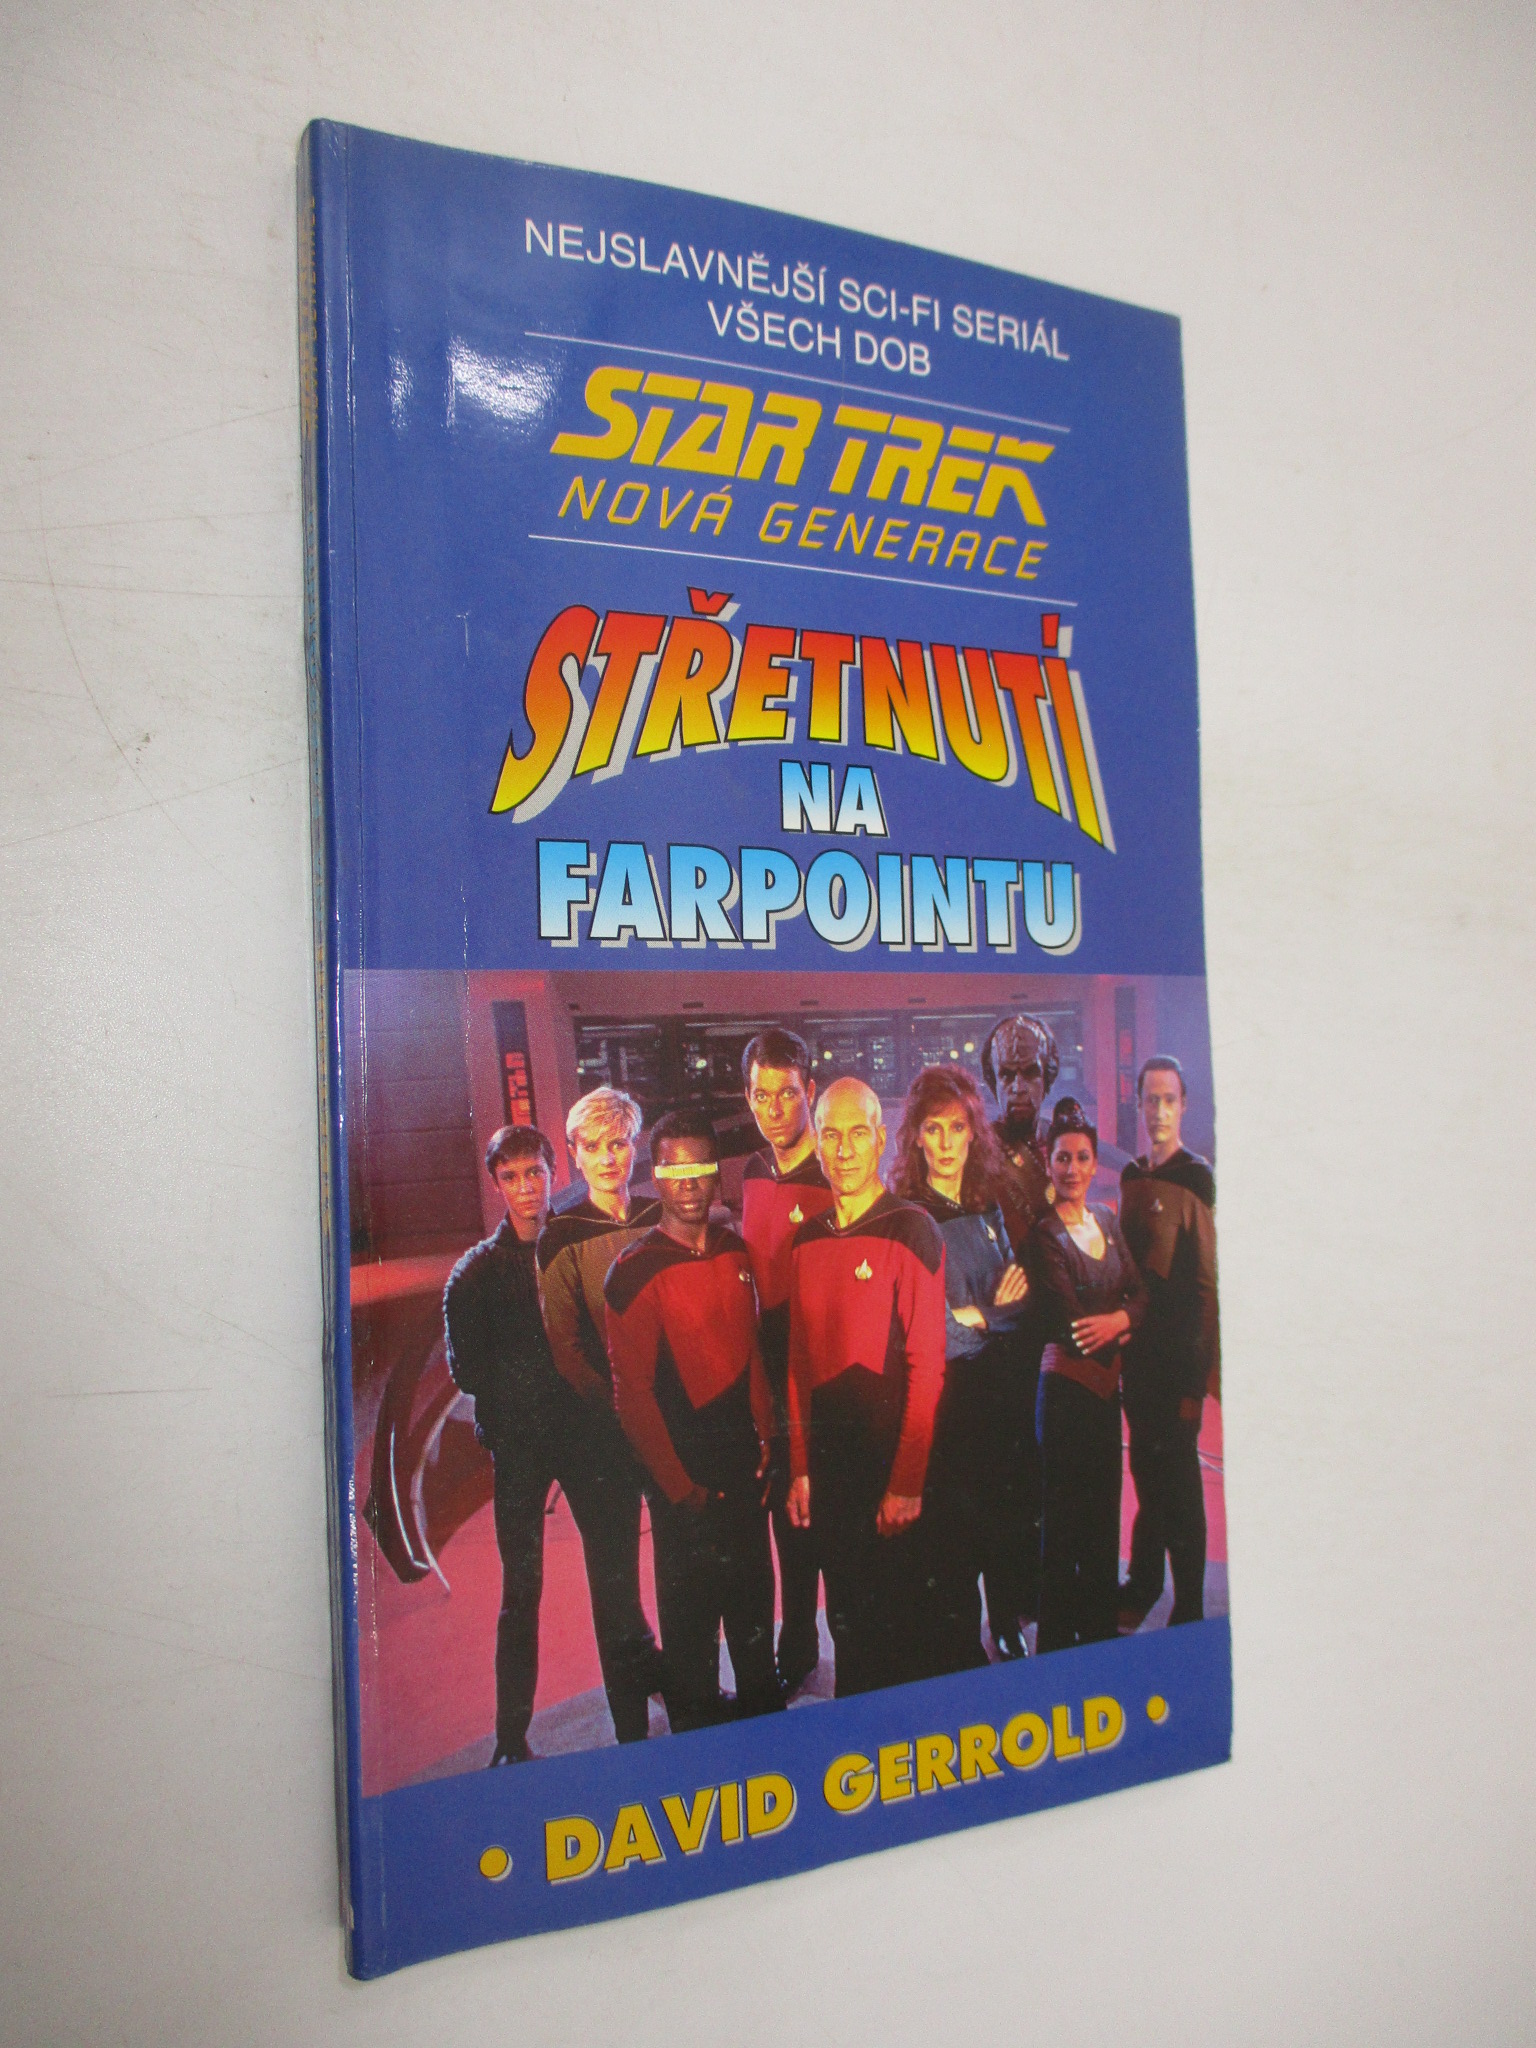 NEJSLAVNĚJŠÍ SCI-FI SERIÁL
VŠECH DOB
STAR TREK
NOVÁ GENERACE
STŘETNUTÍ
NA
FARPOINTU
• DAVID GERROLD •